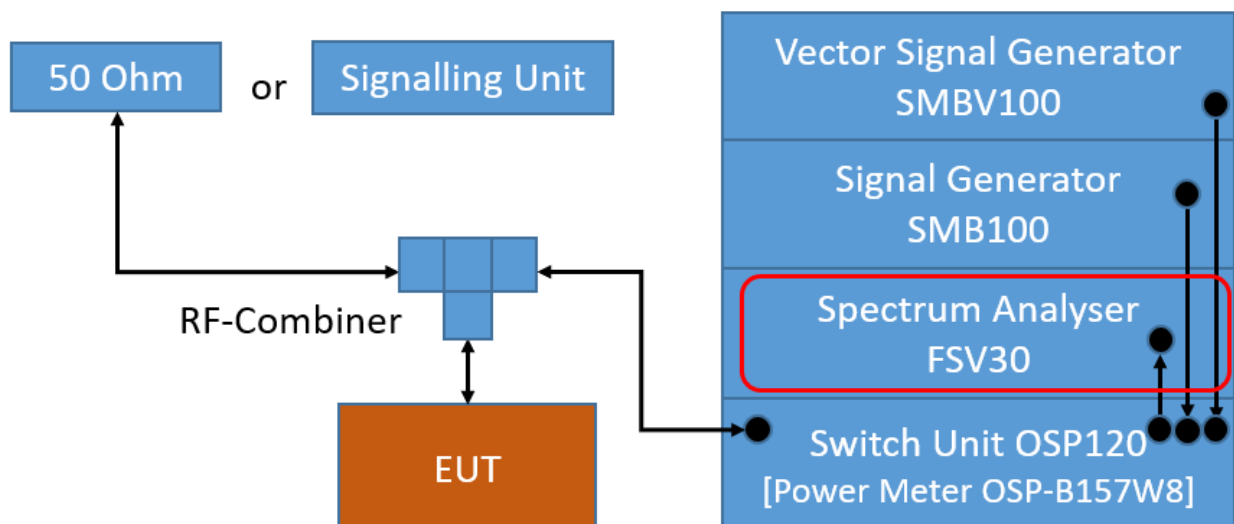 50 Ohm
or
Signalling Unit
RF-Combiner
EUT
Vector Signal Generator
SMBV100
Signal Generator
SMB100
Spectrum Analyser
FSV30
Switch Unit OSP120
[Power Meter OSP-B157W8]